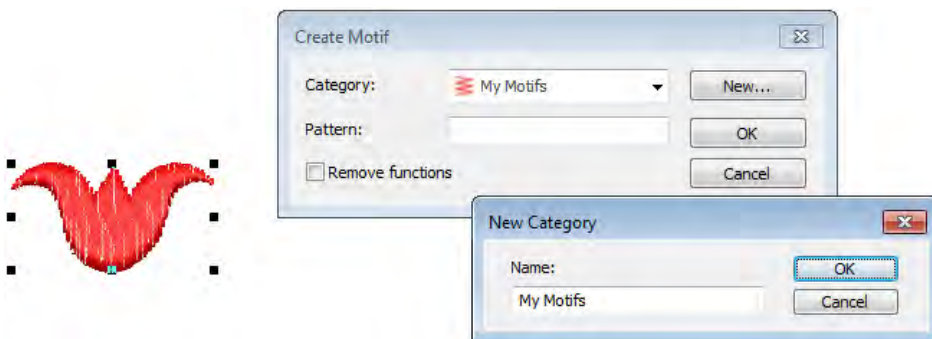 Create Motif
Category: My Motifs New...
Pattern: OK
Remove functions Cancel
New Category
Name: OK
My Motifs Cancel